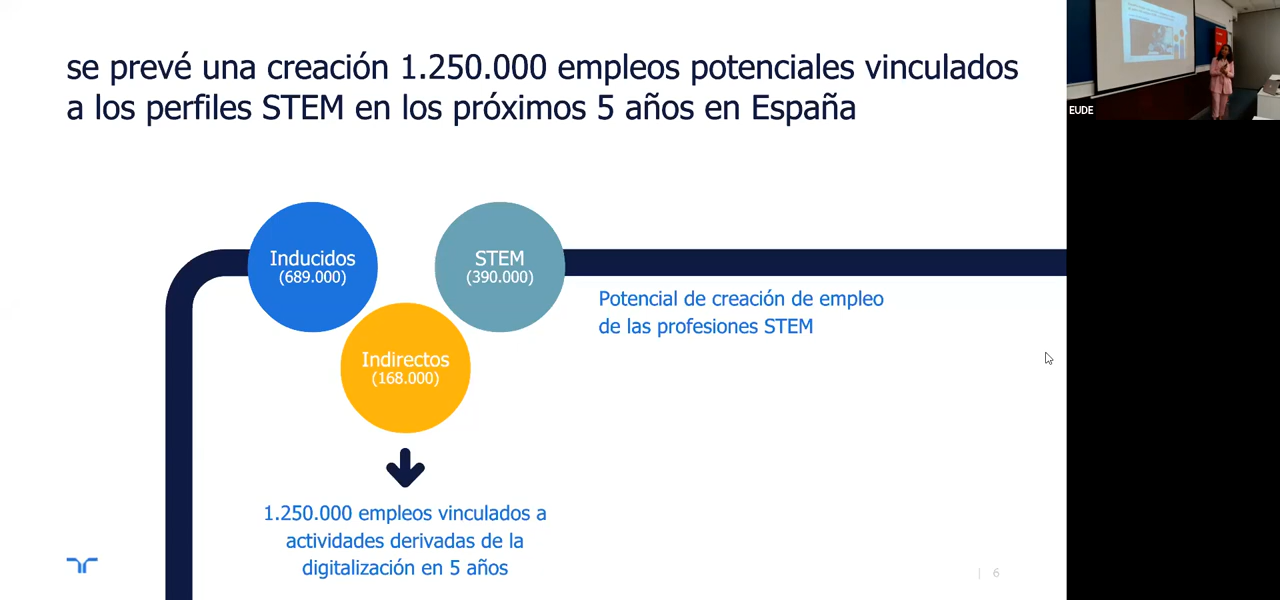 se prevé una creación 1.250.000 empleos potenciales vinculados
a los perfiles STEM en los próximos 5 años en España
EUDE
Inducidos
(689.000)
STEM
(390.000)
Potencial de creación de empleo
de las profesiones STEM
Indirectos
(168.000)
1.250.000 empleos vinculados a
actividades derivadas de la
digitalización en 5 años
| 6